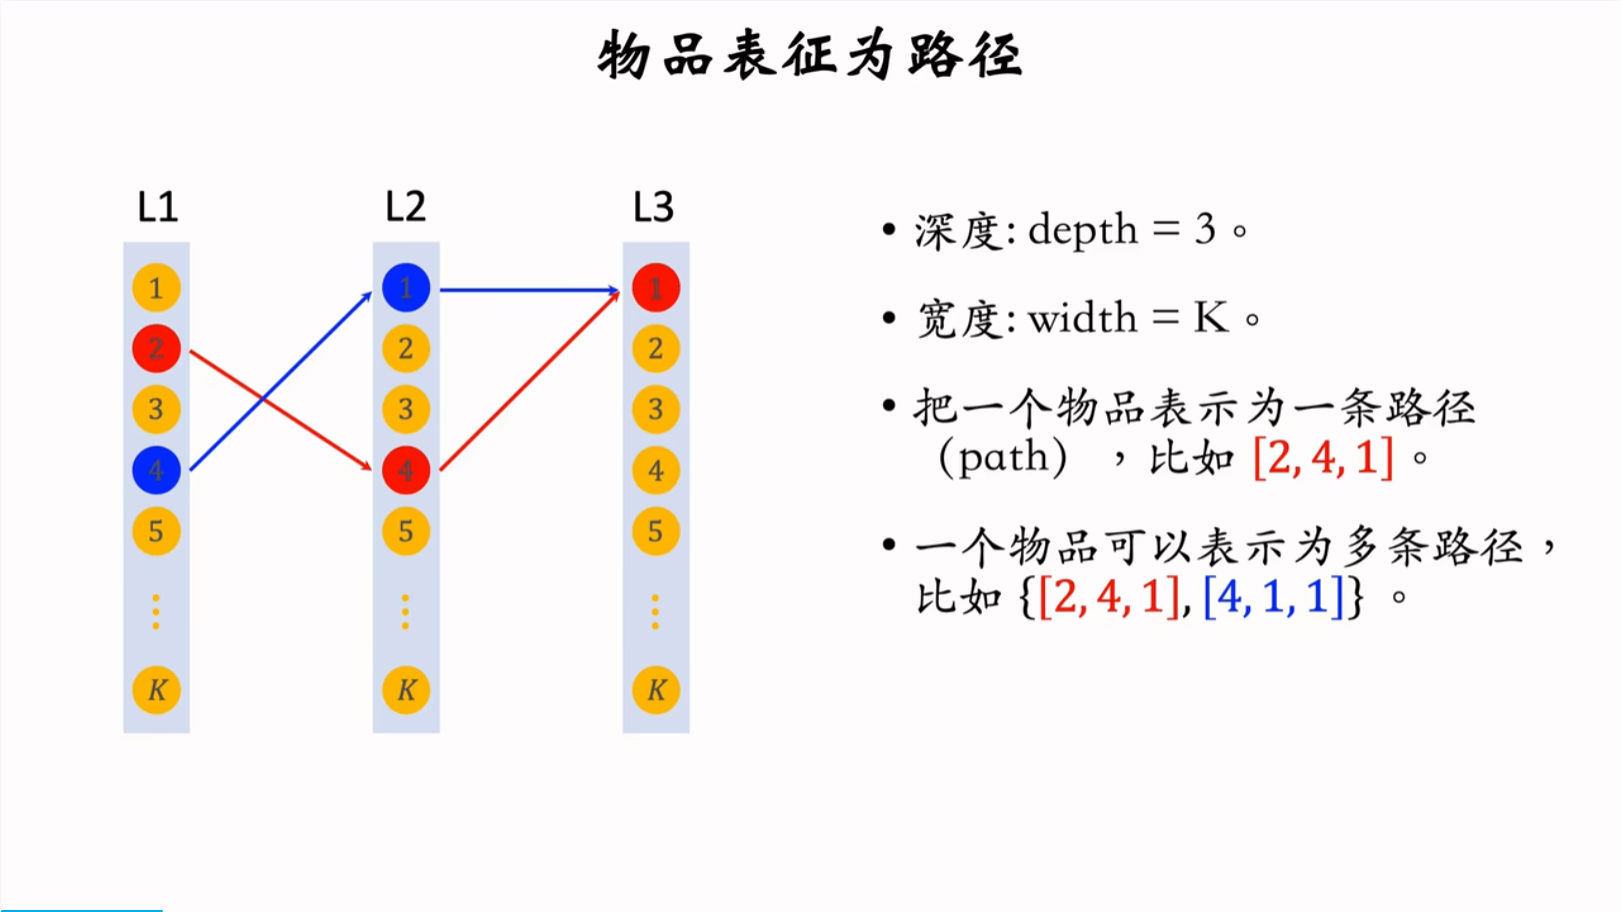 物品表征为路径
L1 L2 L3
1 1 1
2 2 2
3 3 3
4 4 4
5 5 5
⋮ ⋮ ⋮
K K K
• 深度: depth = 3。
• 宽度: width = K。
• 把一个物品表示为一条路径
（path），比如 [2, 4, 1]。
• 一个物品可以表示为多条路径，
比如 {[2, 4, 1], [4, 1, 1]}。